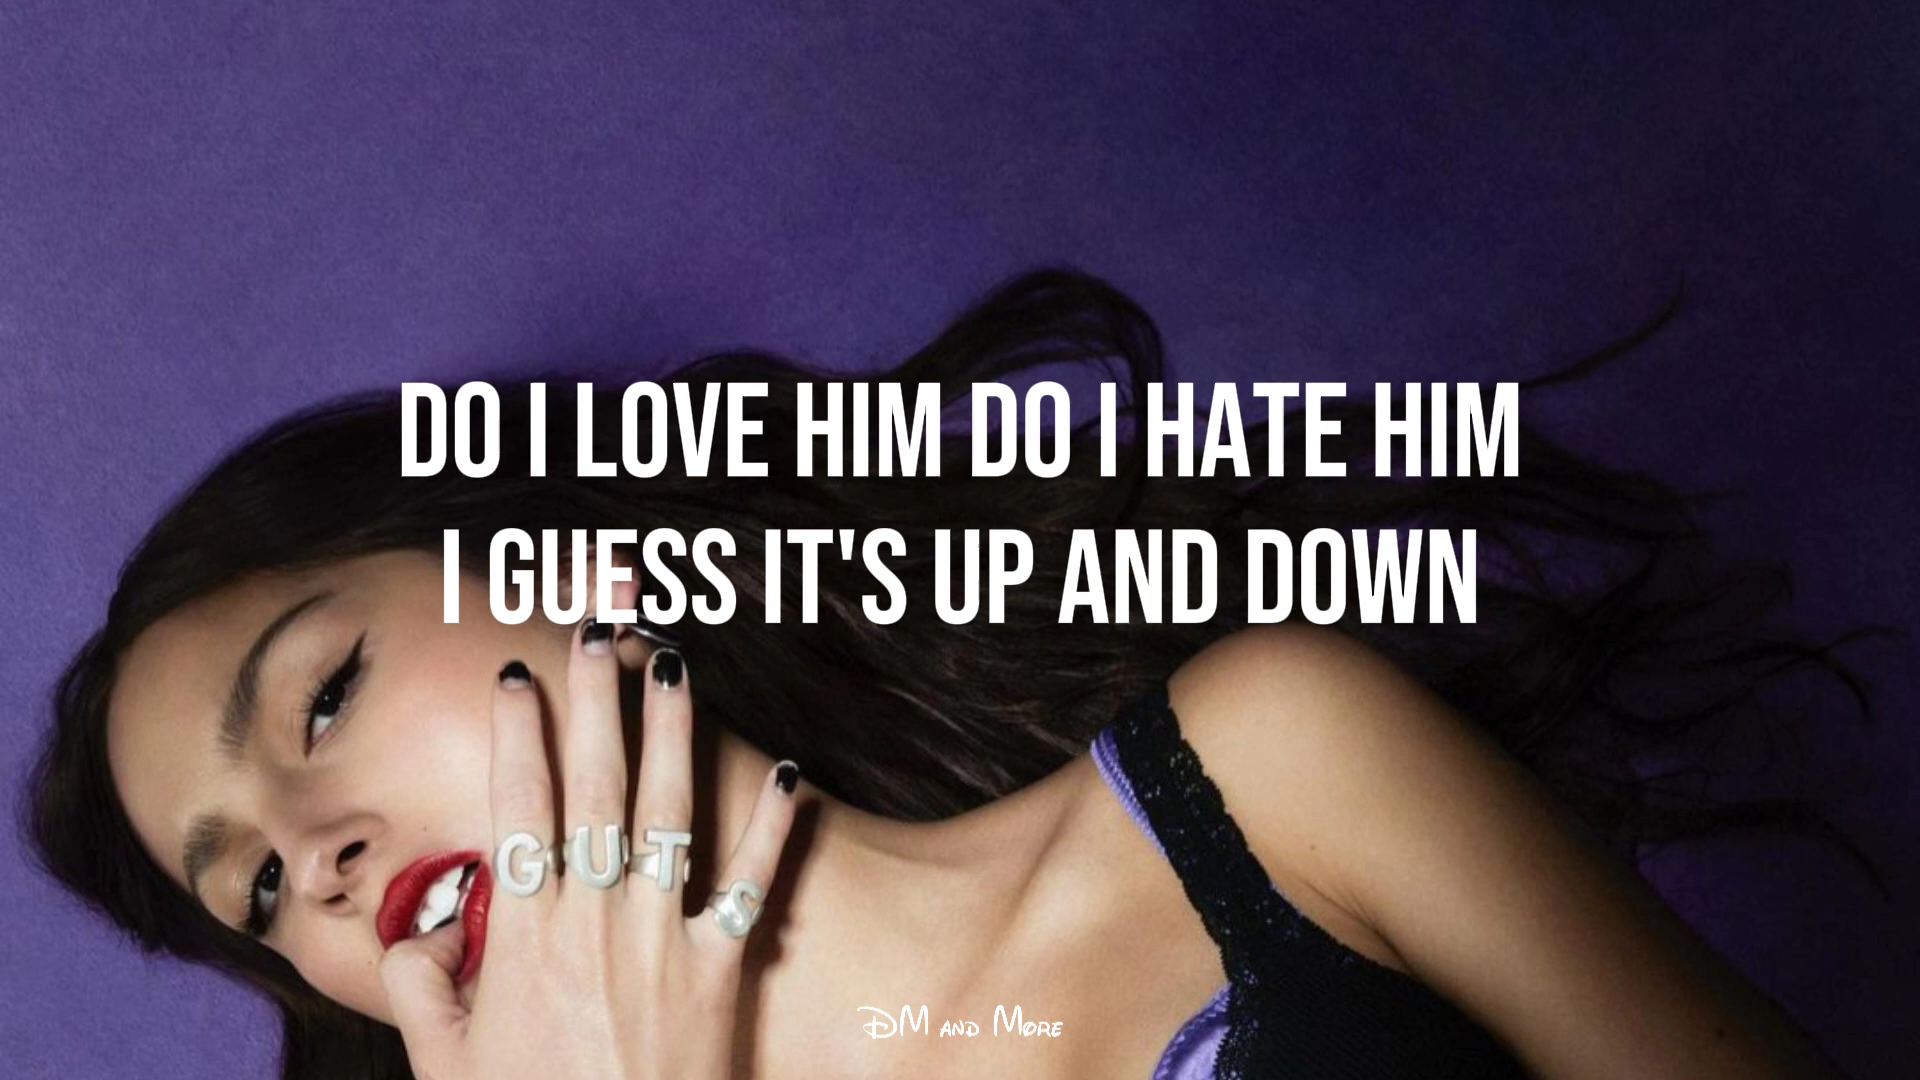 DO I LOVE HIM DO I HATE HIM
I GUESS IT'S UP AND DOWN
GUTS
DM AND MORE